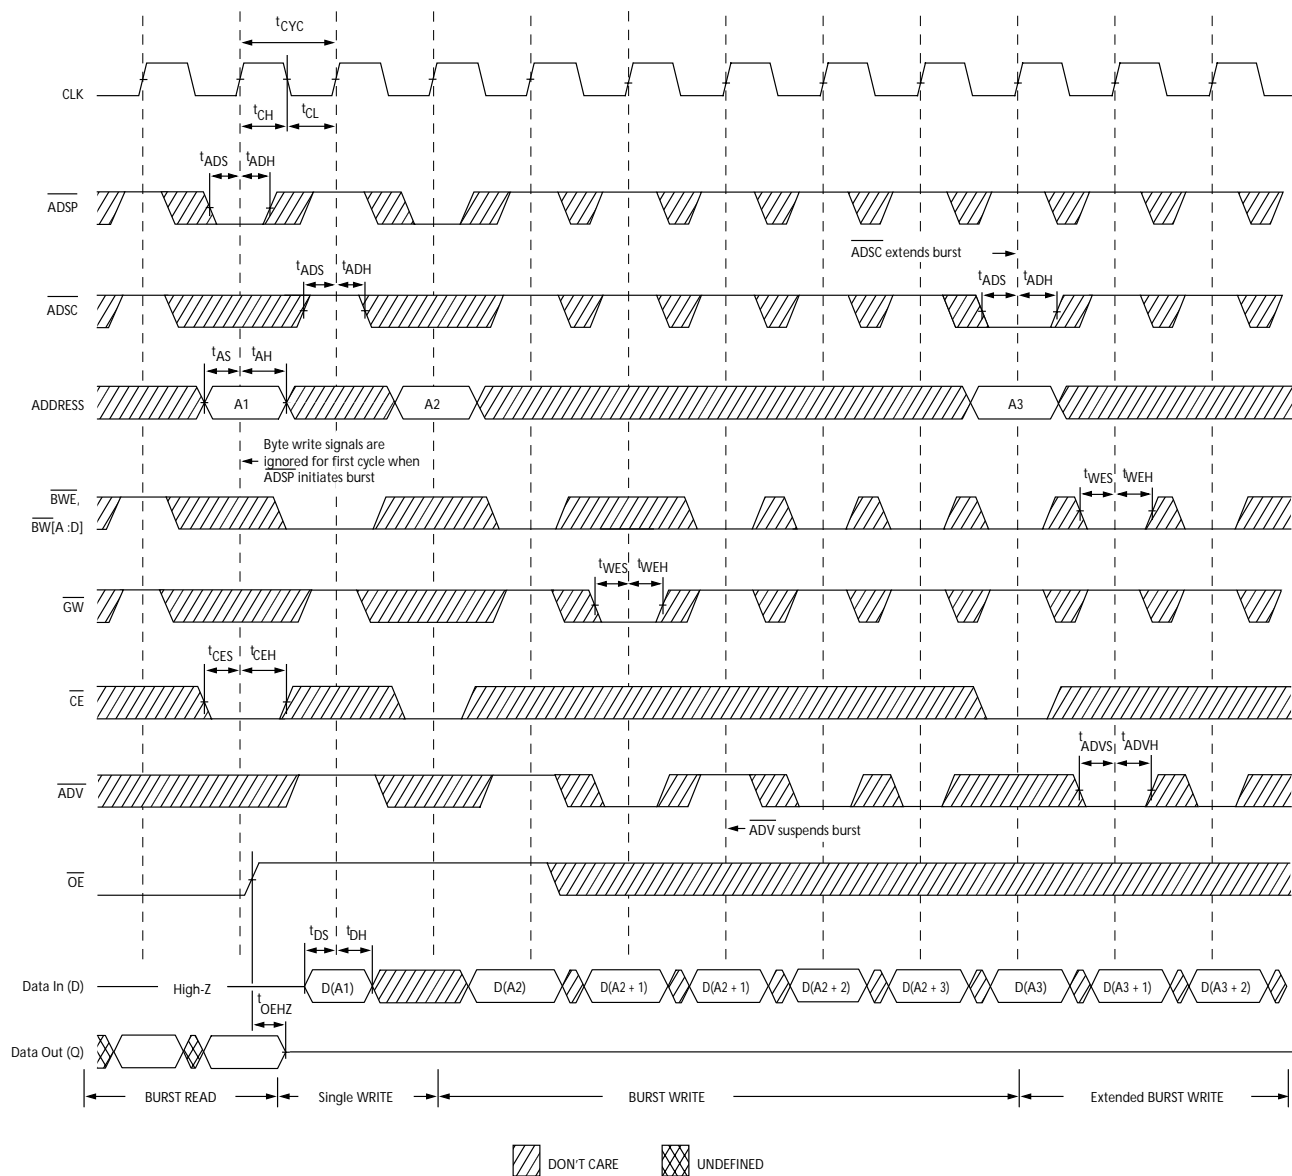 tCYC
CLK
tCH
tCL
tADS
tADH
ADSP
ADSC extends burst
tADS
tADH
tADS
tADH
ADSC
tAS
tAH
ADDRESS
A1
A2
A3
Byte write signals are
ignored for first cycle when
ADSP initiates burst
tWES
tWEH
BWE,
BW[A :D]
tWES
tWEH
GW
tCES
tCEH
CE
tADVS
tADVH
ADV
ADV suspends burst
OE
tDS
tDH
Data In (D)
High-Z
D(A1)
D(A2)
D(A2 + 1)
D(A2 + 1)
D(A2 + 2)
D(A2 + 3)
D(A3)
D(A3 + 1)
D(A3 + 2)
tOEHZ
Data Out (Q)
BURST READ
Single WRITE
BURST WRITE
Extended BURST WRITE
DON'T CARE
UNDEFINED